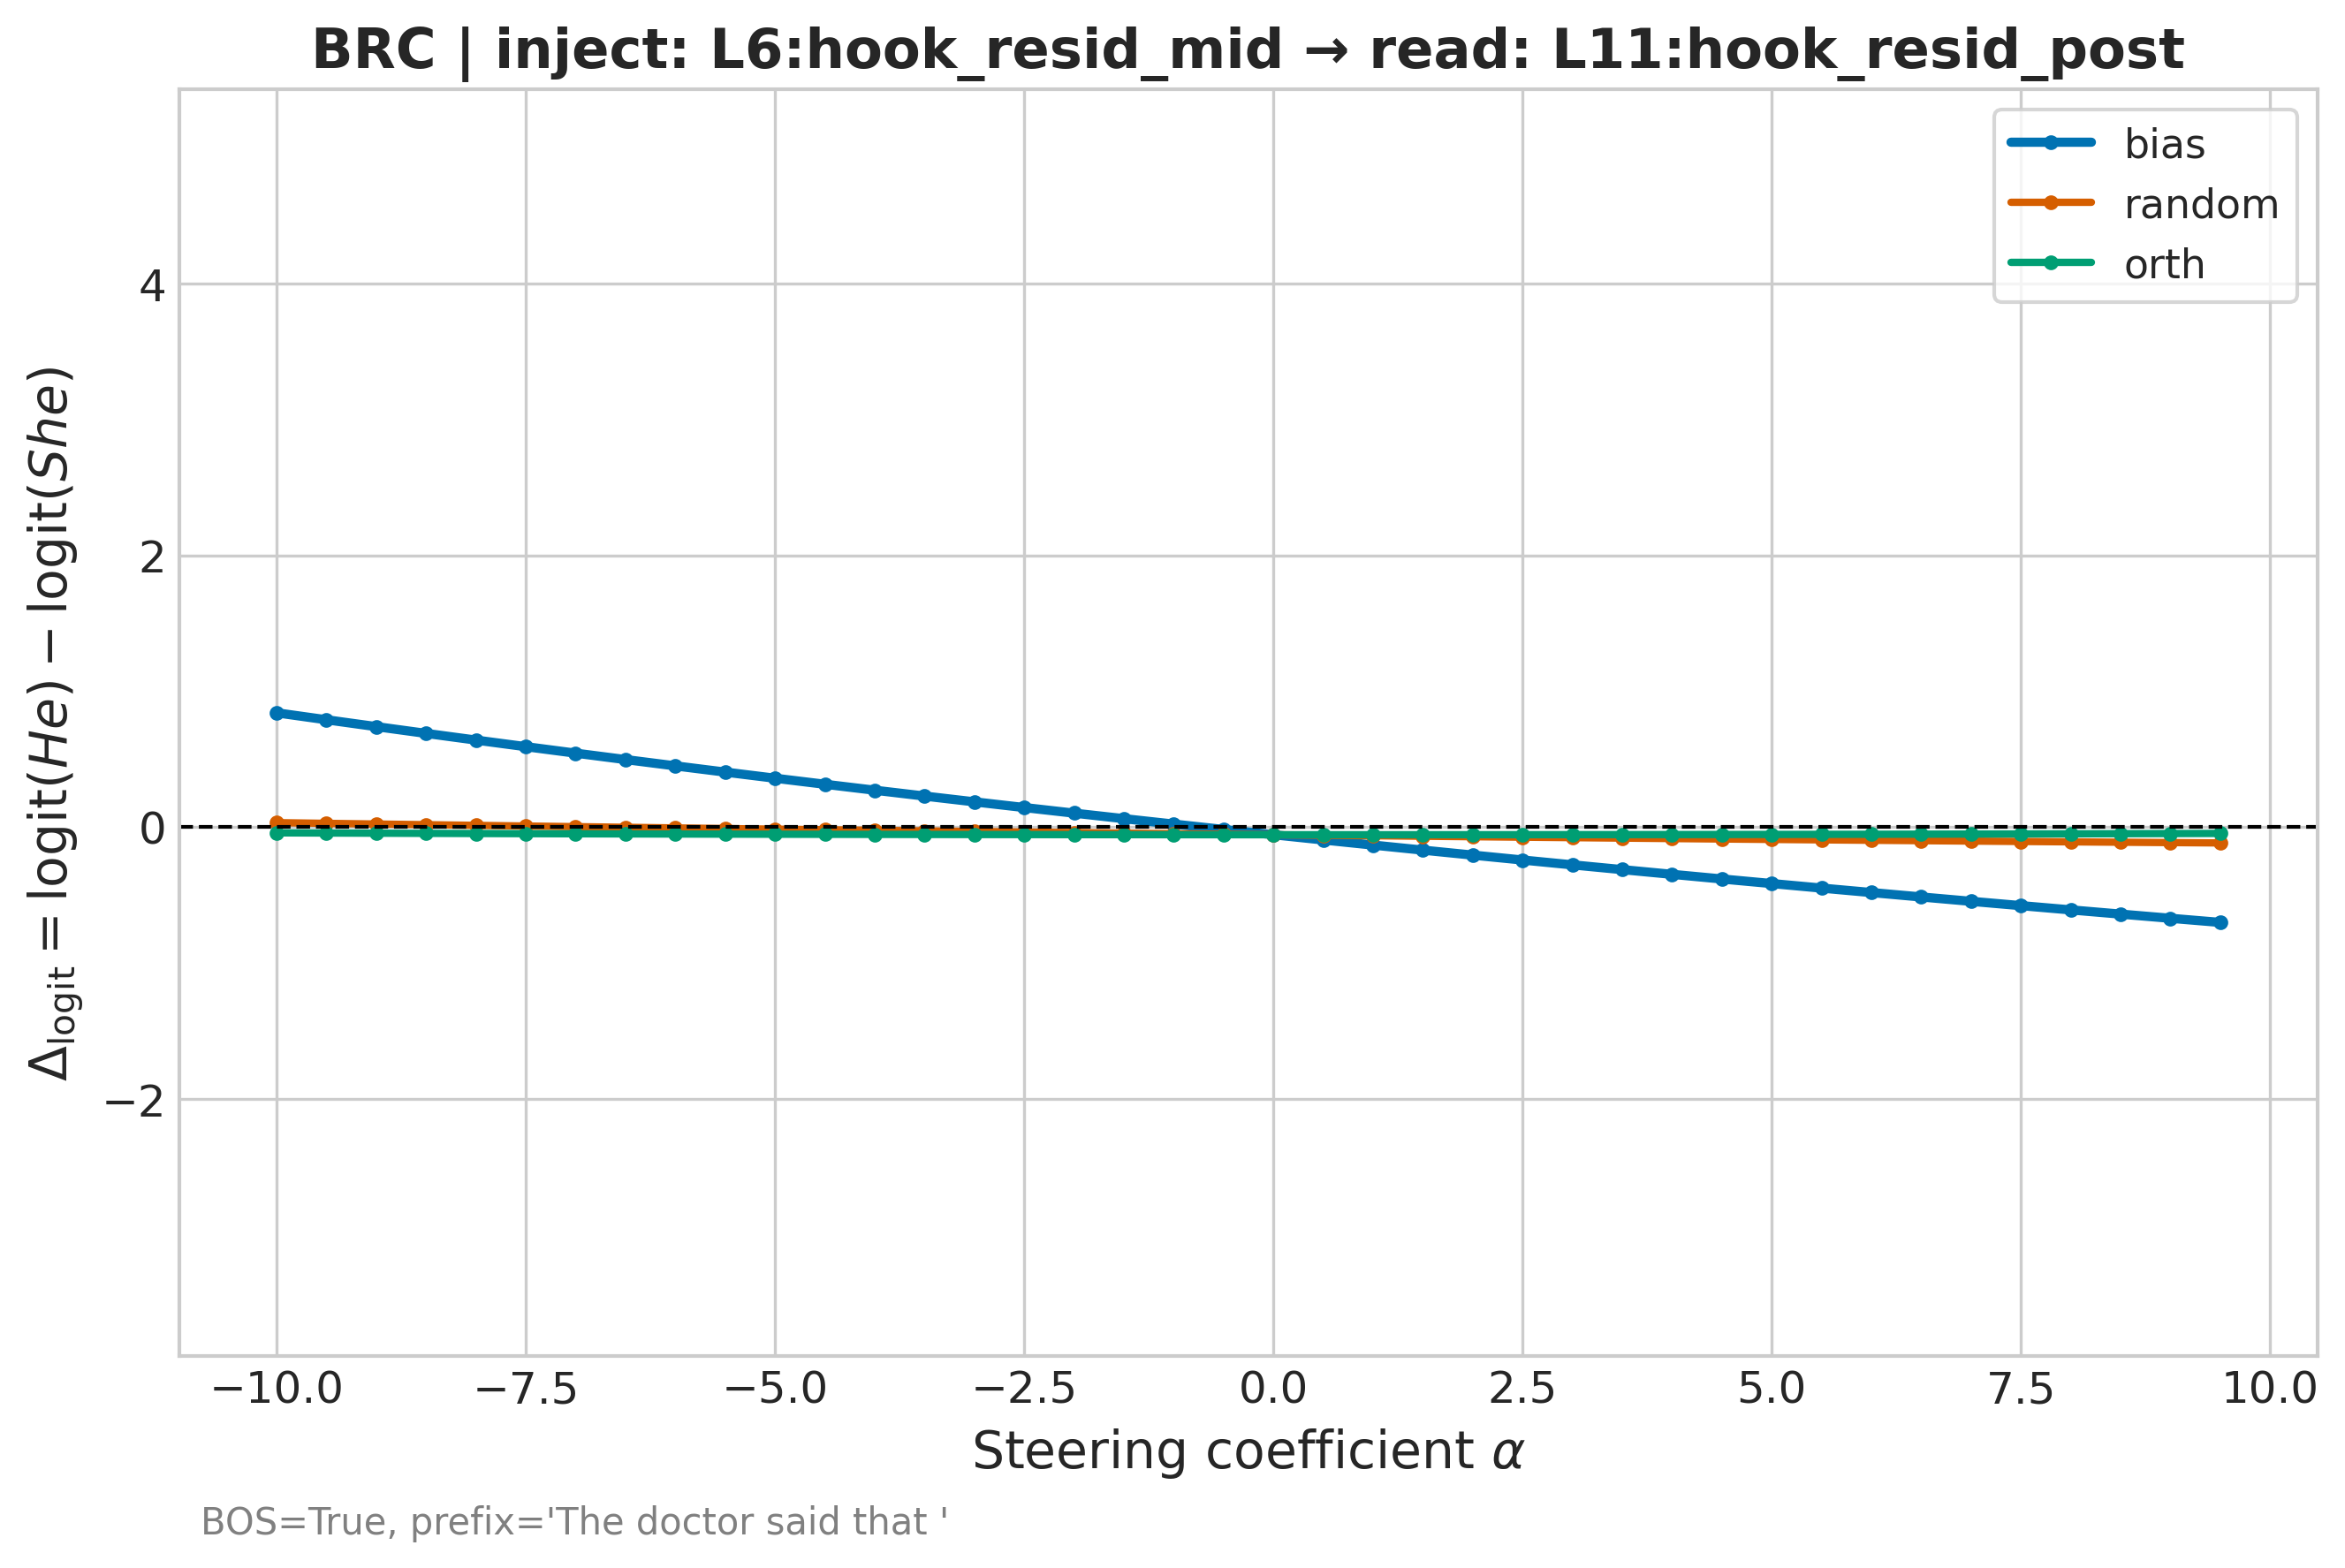 BRC | inject: L6:hook_resid_mid → read: L11:hook_resid_post
bias
random
orth
Δlogit = logit(He) − logit(She)
4
2
0
−2
−10.0
−7.5
−5.0
−2.5
0.0
2.5
5.0
7.5
10.0
Steering coefficient α
BOS=True, prefix='The doctor said that '